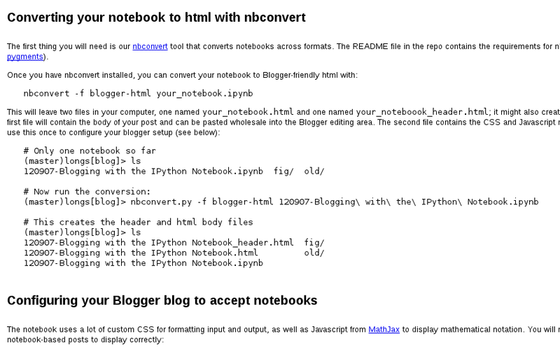 Converting your notebook to html with nbconvert
The first thing you will need is our nbconvert tool that converts notebooks across formats. The README file in the repo contains the requirements for
pygments).
Once you have nbconvert installed, you can convert your notebook to Blogger-friendly html with:
nbconvert -f blogger-html your_notebook.ipynb
This will leave two files in your computer, one named your_notebook.html and one named your_noteboook_header.html; it might also
first file will contain the body of your post and can be pasted wholesale into the Blogger editing area. The second file contains the CSS and Javascript
use this once to configure your blogger setup (see below):
# Only one notebook so far
(master)longs[blog]> ls
120907-Blogging with the IPython Notebook.ipynb  fig/  old/
# Now run the conversion:
(master)longs[blog]> nbconvert.py -f blogger-html 120907-Blogging\ with\ the\ IPython\ Notebook.ipynb
# This creates the header and html body files
(master)longs[blog]> ls
120907-Blogging with the IPython Notebook_header.html  fig/
120907-Blogging with the IPython Notebook.html         old/
120907-Blogging with the IPython Notebook.ipynb
Configuring your Blogger blog to accept notebooks
The notebook uses a lot of custom CSS for formatting input and output, as well as Javascript from MathJax to display mathematical notation. You will
notebook-based posts to display correctly: